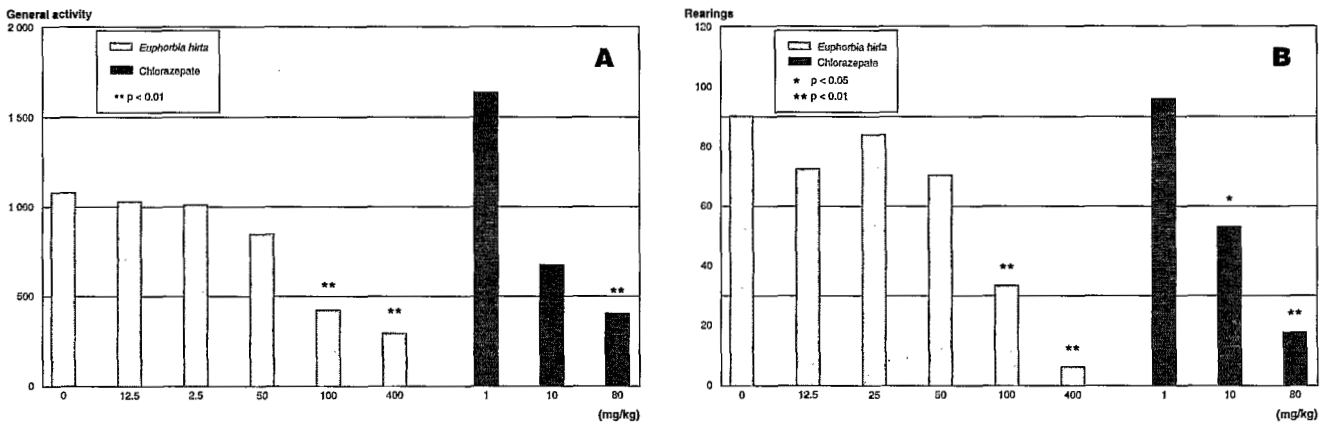 General activity
2 000
1 500
1 000
500
0
Euphorbia hirta
Chlorazepate
** p < 0.01
A
**
**
**
0 12.5 2.5 50 100 400 1 10 80
(mg/kg)
Rearings
120
100
80
60
40
20
0
Euphorbia hirta
Chlorazepate
* p < 0.05
** p < 0.01
B
*
**
**
**
0 12.5 25 50 100 400 1 10 80
(mg/kg)